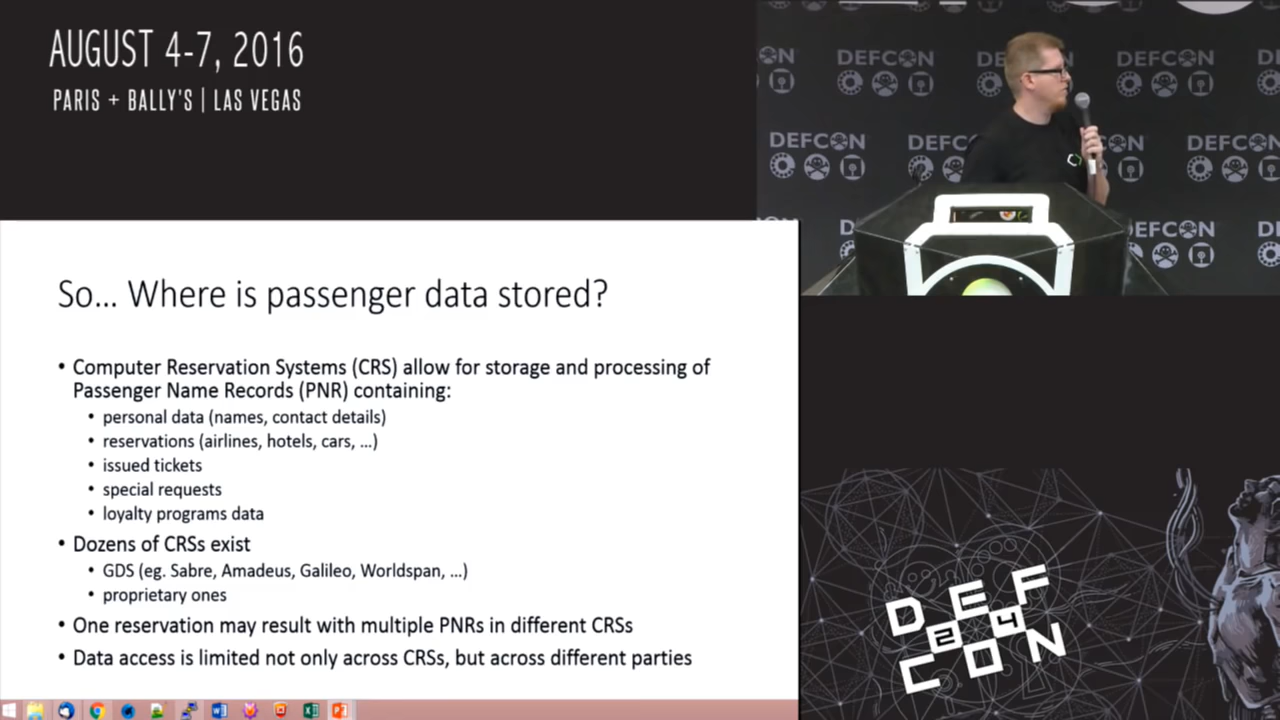 AUGUST 4-7, 2016
PARIS + BALLY'S | LAS VEGAS
DEFCON DEFCON DEFCON
DEFCON DEFCON
DEFCON
EFCON
So... Where is passenger data stored?
• Computer Reservation Systems (CRS) allow for storage and processing of
Passenger Name Records (PNR) containing:
• personal data (names, contact details)
• reservations (airlines, hotels, cars, ...)
• issued tickets
• special requests
• loyalty programs data
• Dozens of CRSs exist
• GDS (eg. Sabre, Amadeus, Galileo, Worldspan, ...)
• proprietary ones
• One reservation may result with multiple PNRs in different CRSs
• Data access is limited not only across CRSs, but across different parties
DEF
24
CON